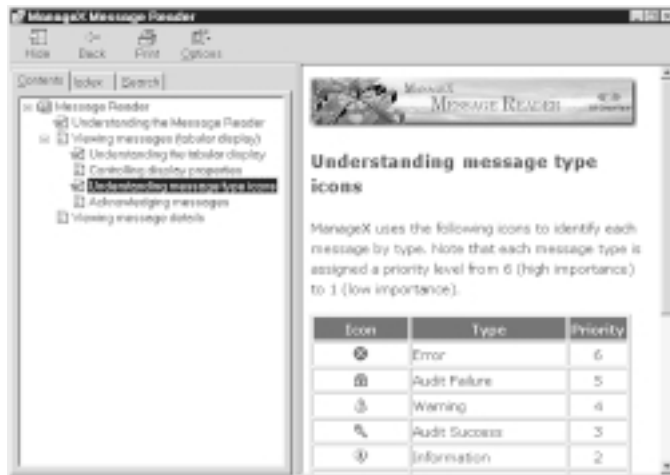 ManageX Message Reader
Hide Back Print Options
Contents Index Search
Message Reader
Understanding the Message Reader
Viewing messages (tabular display)
Understanding the tabular display
Controlling display properties
Understanding message type icons
Acknowledging messages
Viewing message details
ManageX
Message Reader
Understanding message type
icons
ManageX uses the following icons to identify each
message by type. Note that each message type is
assigned a priority level from 6 (high importance)
to 1 (low importance).
Icon Type Priority
Error 6
Audit Failure 5
Warning 4
Audit Success 3
Information 2